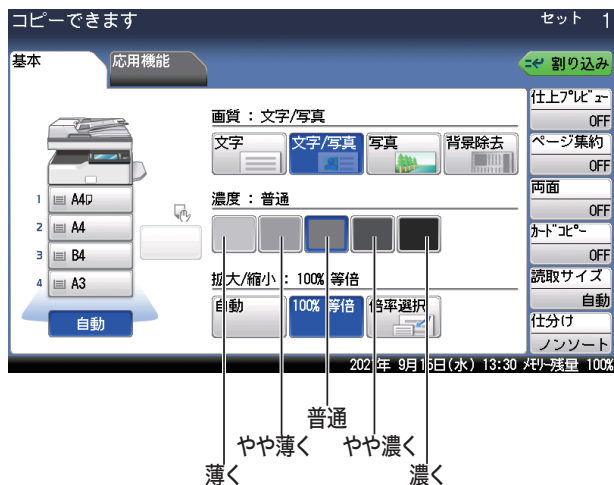 コピーできます
セット 1
基本
応用機能
割り込み
仕上プレビュー
OFF
ページ集約
OFF
両面
OFF
カードコピー
OFF
読取サイズ
自動
仕分け
ノンソート
画質 : 文字/写真
文字
文字/写真
写真
背景除去
濃度 : 普通
拡大/縮小 : 100% 等倍
自動
100% 等倍
倍率選択
1 A4
2 A4
3 B4
4 A3
自動
2021年 9月15日(水) 13:30 メモリー残量 100%
普通
やや薄く
やや濃く
薄く
濃く